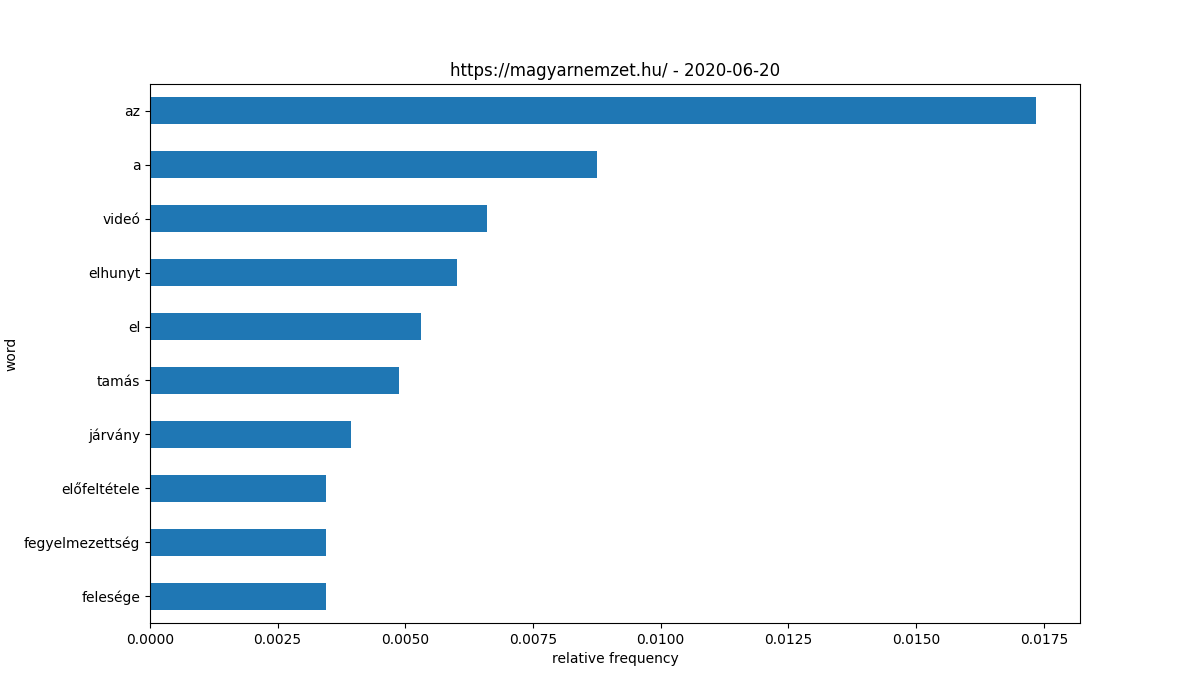 https://magyarnemzet.hu/ - 2020-06-20
az
a
videó
elhunyt
el
tamás
járvány
előfeltétele
fegyelmezettség
felesége
word
0.0000 0.0025 0.0050 0.0075 0.0100 0.0125 0.0150 0.0175
relative frequency